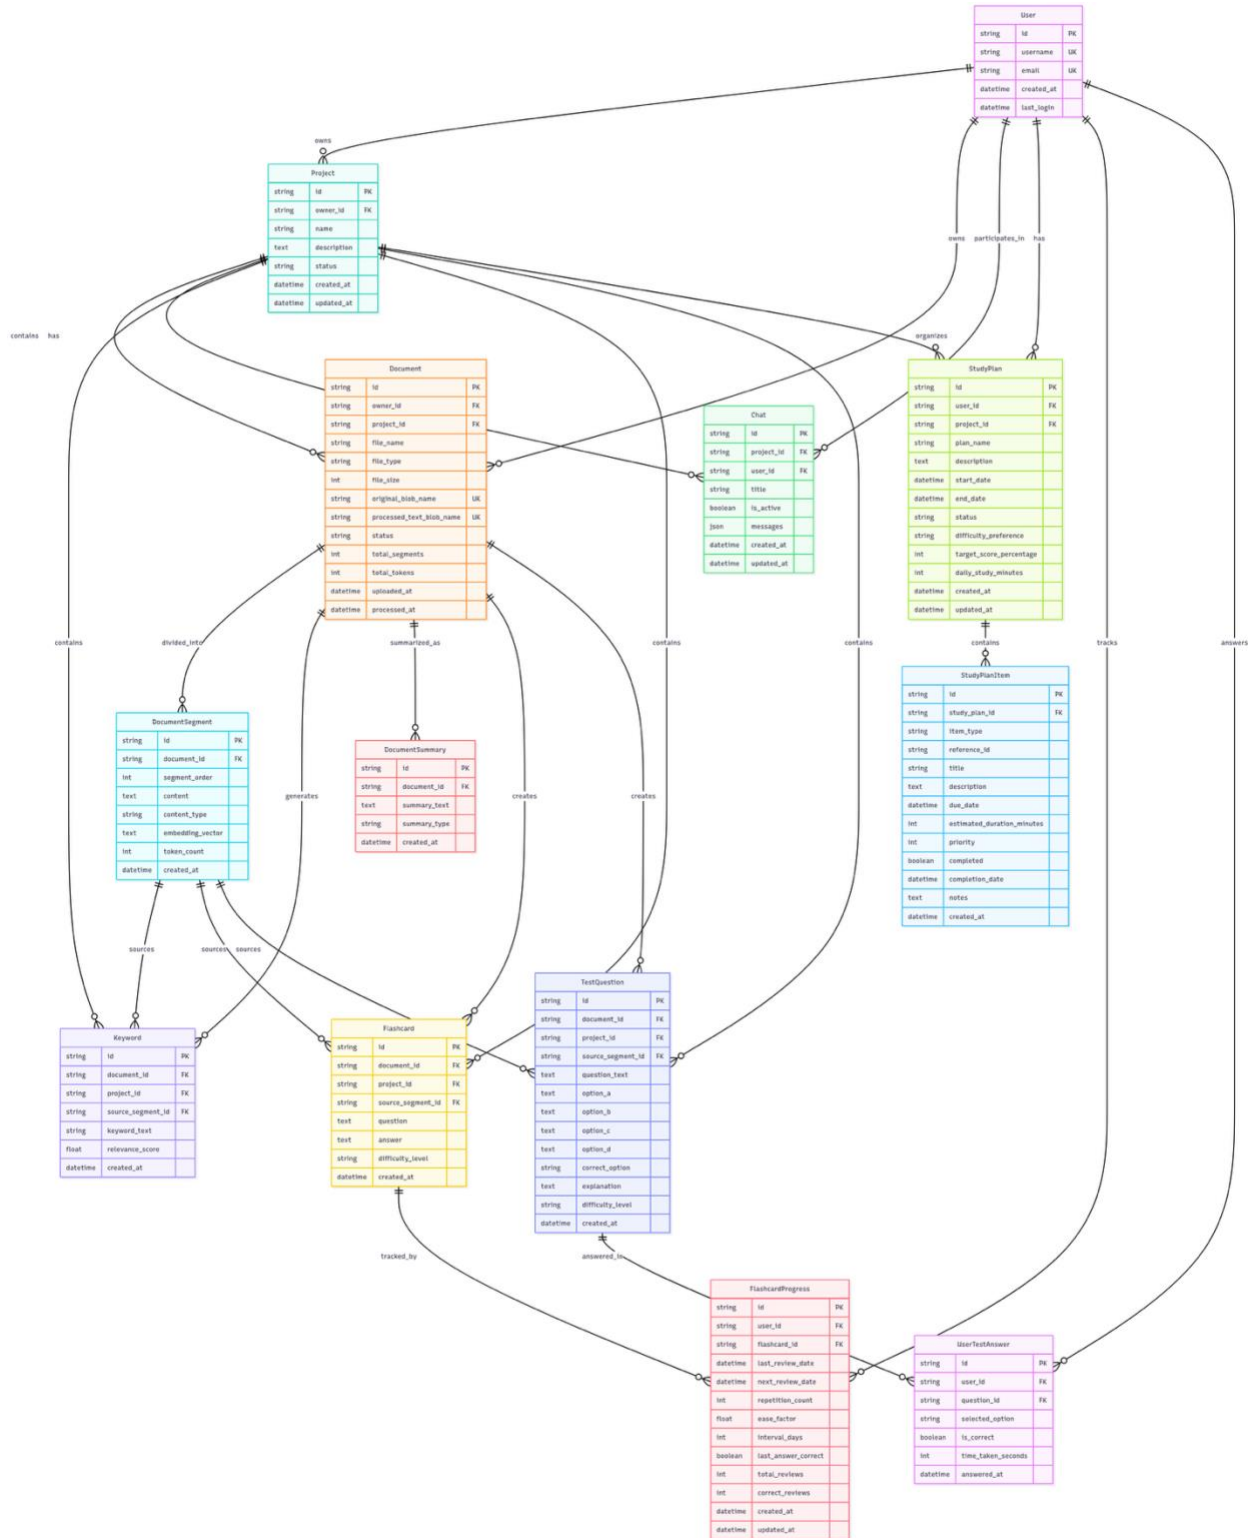 User
string id PK
string username UK
string email UK
datetime created_at
datetime last_login
owns
Project
string id PK
string owner_id FK
string name
text description
string status
datetime created_at
datetime updated_at
owns participates_in has
contains has
organizes
Document
string id PK
string owner_id FK
string project_id FK
string file_name
string file_type
int file_size
string original_blob_name UK
string processed_text_blob_name UK
string status
int total_segments
int total_tokens
datetime uploaded_at
datetime processed_at
Chat
string id PK
string project_id FK
string user_id FK
string title
boolean is_active
json messages
datetime created_at
datetime updated_at
StudyPlan
string id PK
string user_id FK
string project_id FK
string plan_name
text description
datetime start_date
datetime end_date
string status
string difficulty_preference
int target_score_percentage
int daily_study_minutes
datetime created_at
datetime updated_at
contains divided_into summarized_as contains contains contains tracks answers
StudyPlanItem
string id PK
string study_plan_id FK
string item_type
string reference_id
string title
text description
datetime due_date
int estimated_duration_minutes
int priority
boolean completed
datetime completion_date
text notes
datetime created_at
DocumentSegment
string id PK
string document_id FK
int segment_order
text content
string content_type
text embedding_vector
int token_count
datetime created_at
DocumentSummary
string id PK
string document_id FK
text summary_text
string summary_type
datetime created_at
generates creates creates
sources sources sources
TestQuestion
string id PK
string document_id FK
string project_id FK
string source_segment_id FK
text question_text
text option_a
text option_b
text option_c
text option_d
string correct_option
text explanation
string difficulty_level
datetime created_at
Keyword
string id PK
string document_id FK
string project_id FK
string source_segment_id FK
string keyword_text
float relevance_score
datetime created_at
Flashcard
string id PK
string document_id FK
string project_id FK
string source_segment_id FK
text question
text answer
string difficulty_level
datetime created_at
tracked_by answered_in
FlashcardProgress
string id PK
string user_id FK
string flashcard_id FK
datetime last_review_date
datetime next_review_date
int repetition_count
float ease_factor
int interval_days
boolean last_answer_correct
int total_reviews
int correct_reviews
datetime created_at
datetime updated_at
UserTestAnswer
string id PK
string user_id FK
string question_id FK
string selected_option
boolean is_correct
int time_taken_seconds
datetime answered_at